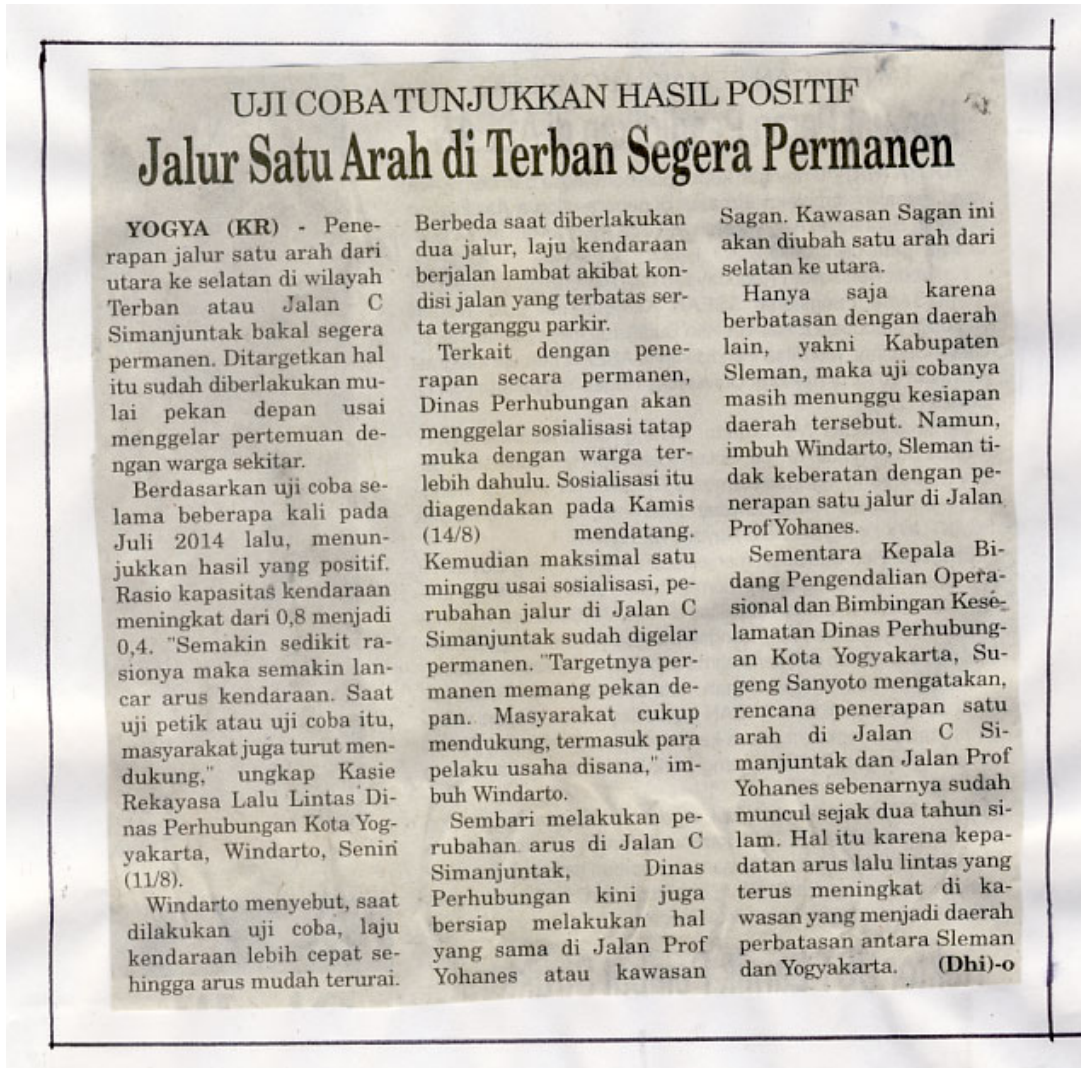 UJI COBA TUNJUKKAN HASIL POSITIF
Jalur Satu Arah di Terban Segera Permanen
YOGYA (KR) - Pene-
rapan jalur satu arah dari
utara ke selatan di wilayah
Terban atau Jalan C
Simanjuntak bakal segera
permanen. Ditargetkan hal
itu sudah diberlakukan mu-
lai pekan depan usai
menggelar pertemuan de-
ngan warga sekitar.
Berdasarkan uji coba se-
lama beberapa kali pada
Juli 2014 lalu, menun-
jukkan hasil yang positif.
Rasio kapasitas kendaraan
meningkat dari 0,8 menjadi
0,4. "Semakin sedikit ra-
sionya maka semakin lan-
car arus kendaraan. Saat
uji petik atau uji coba itu,
masyarakat juga turut men-
dukung," ungkap Kasie
Rekayasa Lalu Lintas Di-
nas Perhubungan Kota Yog-
yakarta, Windarto, Senin
(11/8).
Windarto menyebut, saat
dilakukan uji coba, laju
kendaraan lebih cepat se-
hingga arus mudah terurai.
Berbeda saat diberlakukan
dua jalur, laju kendaraan
berjalan lambat akibat kon-
disi jalan yang terbatas ser-
ta terganggu parkir.
Terkait dengan pene-
rapan secara permanen,
Dinas Perhubungan akan
menggelar sosialisasi tatap
muka dengan warga ter-
lebih dahulu. Sosialisasi itu
diagendakan pada Kamis
(14/8) mendatang.
Kemudian maksimal satu
minggu usai sosialisasi, pe-
rubahan jalur di Jalan C
Simanjuntak sudah digelar
permanen. "Targetnya per-
manen memang pekan de-
pan. Masyarakat cukup
mendukung, termasuk para
pelaku usaha disana," im-
buh Windarto.
Sembari melakukan pe-
rubahan arus di Jalan C
Simanjuntak, Dinas
Perhubungan kini juga
bersiap melakukan hal
yang sama di Jalan Prof
Yohanes atau kawasan
Sagan. Kawasan Sagan ini
akan diubah satu arah dari
selatan ke utara.
Hanya saja karena
berbatasan dengan daerah
lain, yakni Kabupaten
Sleman, maka uji cobanya
masih menunggu kesiapan
daerah tersebut. Namun,
imbuh Windarto, Sleman ti-
dak keberatan dengan pe-
nerapan satu jalur di Jalan
Prof Yohanes.
Sementara Kepala Bi-
dang Pengendalian Opera-
sional dan Bimbingan Kese-
lamatan Dinas Perhubung-
an Kota Yogyakarta, Su-
geng Sanyoto mengatakan,
rencana penerapan satu
arah di Jalan C Si-
manjuntak dan Jalan Prof
Yohanes sebenarnya sudah
muncul sejak dua tahun si-
lam. Hal itu karena kepa-
datan arus lalu lintas yang
terus meningkat di ka-
wasan yang menjadi daerah
perbatasan antara Sleman
dan Yogyakarta. (Dhi)-o